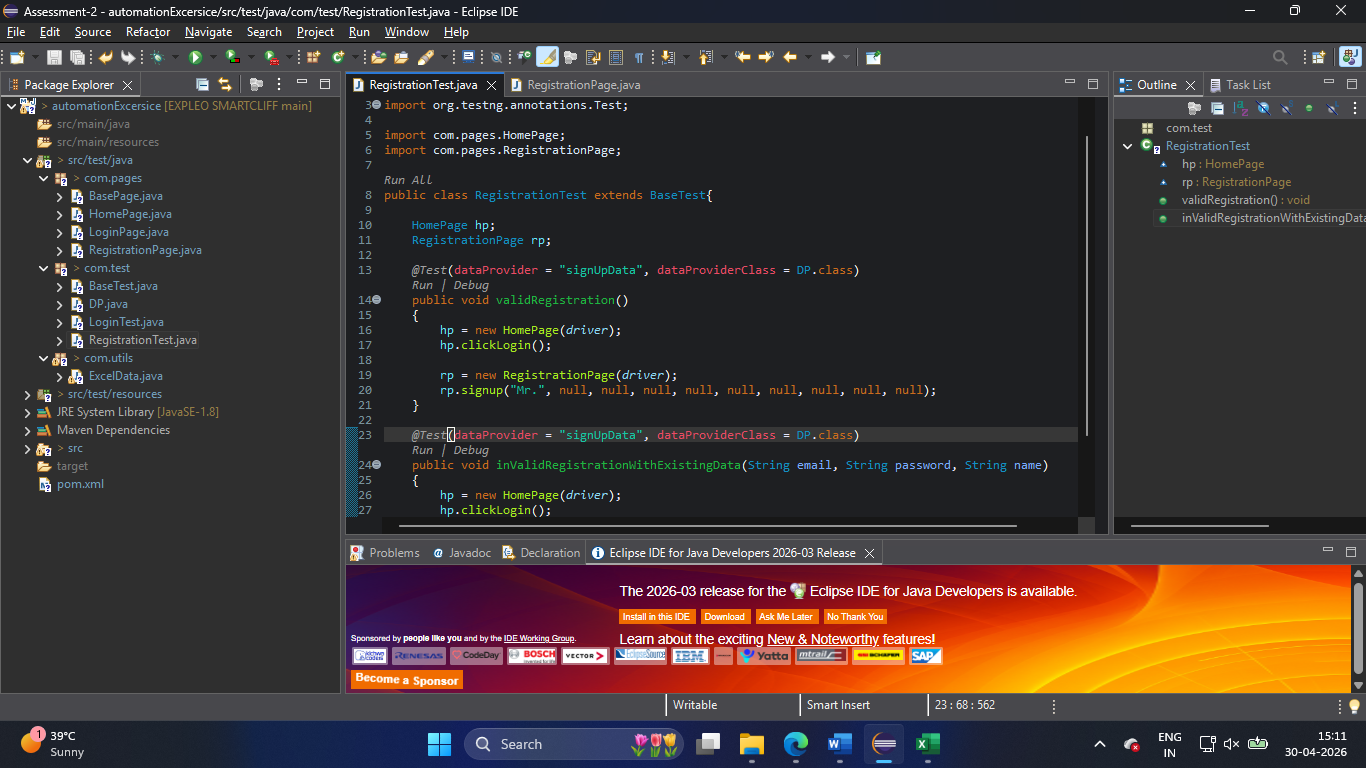 Assessment-2 - automationExcersice/src/test/java/com/test/RegistrationTest.java - Eclipse IDE
File Edit Source Refactor Navigate Search Project Run Window Help
Package Explorer
automationExcersice [EXPLEO SMARTCLIFF main]
src/main/java
src/main/resources
src/test/java
com.pages
BasePage.java
HomePage.java
LoginPage.java
RegistrationPage.java
com.test
BaseTest.java
DP.java
LoginTest.java
RegistrationTest.java
com.utils
ExcelData.java
src/test/resources
JRE System Library [JavaSE-1.8]
Maven Dependencies
src
target
pom.xml
RegistrationTest.java RegistrationPage.java
3 import org.testng.annotations.Test;
4
5 import com.pages.HomePage;
6 import com.pages.RegistrationPage;
7
Run All
8 public class RegistrationTest extends BaseTest{
9
10 HomePage hp;
11 RegistrationPage rp;
12
13 @Test(dataProvider = "signUpData", dataProviderClass = DP.class)
Run | Debug
14 public void validRegistration()
15 {
16 hp = new HomePage(driver);
17 hp.clickLogin();
18
19 rp = new RegistrationPage(driver);
20 rp.signup("Mr.", null, null, null, null, null, null, null, null, null);
21 }
22
23 @Test(dataProvider = "signUpData", dataProviderClass = DP.class)
Run | Debug
24 public void inValidRegistrationWithExistingData(String email, String password, String name)
25 {
26 hp = new HomePage(driver);
27 hp.clickLogin();
Outline Task List
com.test
RegistrationTest
hp : HomePage
rp : RegistrationPage
validRegistration() : void
inValidRegistrationWithExistingData
Problems Javadoc Declaration Eclipse IDE for Java Developers 2026-03 Release
The 2026-03 release for the Eclipse IDE for Java Developers is available.
Install in this IDE Download Ask Me Later No Thank You
Learn about the exciting New & Noteworthy features!
Sponsored by people like you and by the IDE Working Group.
RENESAS CodeDay BOSCH VECTOR EclipseSource IBM Yatta mtrail SCHEFER SAP
Become a Sponsor
Writable Smart Insert 23 : 68 : 562
1
39°C
Sunny
Search
ENG
IN
15:11
30-04-2026